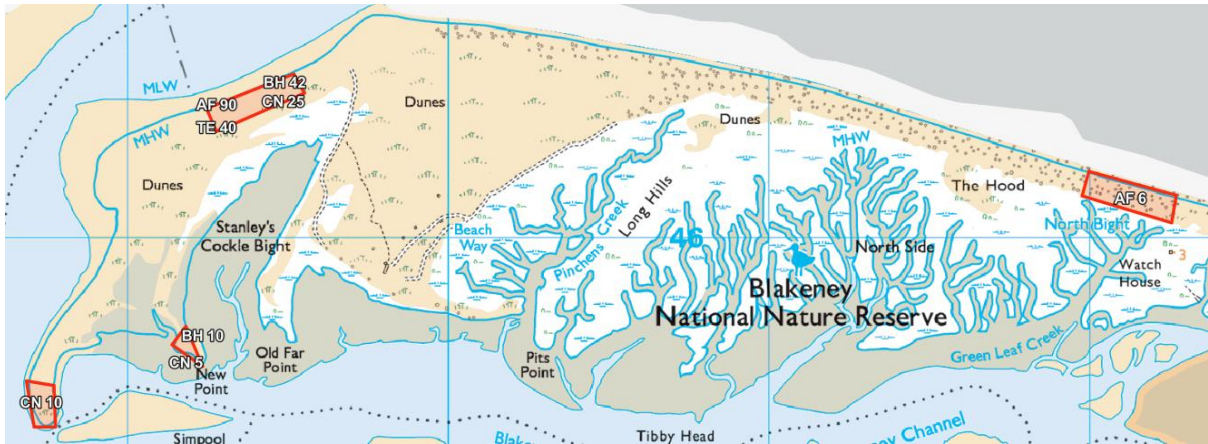 BH 42
MLW
AF 90
CN 25
Dunes
TE 40
MHW
Dunes
MHW
Dunes
The Hood
AF 6
Long Hills
Stanley's
Cockle Bight
Beach
Way
Pinchens Creek
46
North Side
North Bight
3
Watch
House
Blakeney
National Nature Reserve
BH 10
CN 5
New
Point
Old Far
Point
Pits
Point
Green Leaf Creek
CN 10
Simpool
Tibby Head
Channel